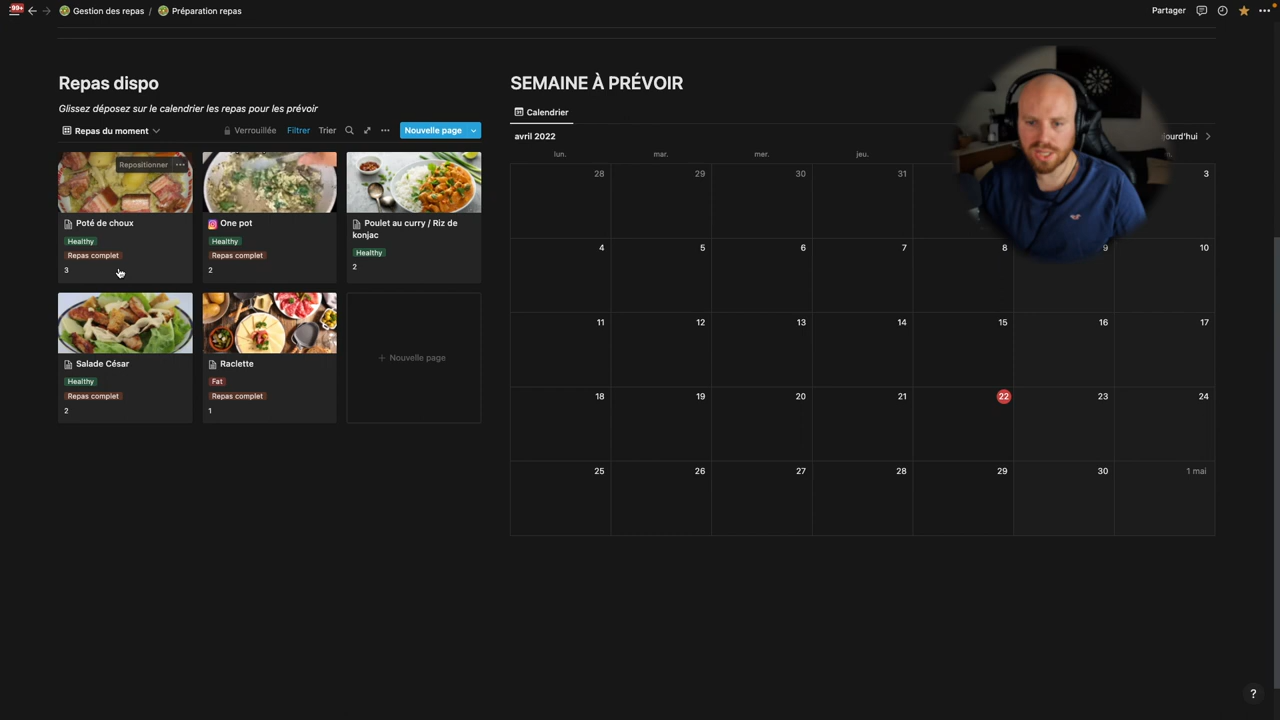 99+
Gestion des repas / Préparation repas
Partager
Repas dispo
Glissez déposez sur le calendrier les repas pour les prévoir
Repas du moment
Verrouillée Filtrer Trier
Nouvelle page
Repositionner
Poté de choux
Healthy
Repas complet
3
One pot
Healthy
Repas complet
2
Poulet au curry / Riz de
konjac
Healthy
2
Salade César
Healthy
Repas complet
2
Raclette
Fat
Repas complet
1
+ Nouvelle page
SEMAINE À PRÉVOIR
Calendrier
avril 2022
lun. mar. mer. jeu.
28 29 30 31 3
4 5 6 7 8 9 10
11 12 13 14 15 16 17
18 19 20 21 22 23 24
25 26 27 28 29 30 1 mai
?